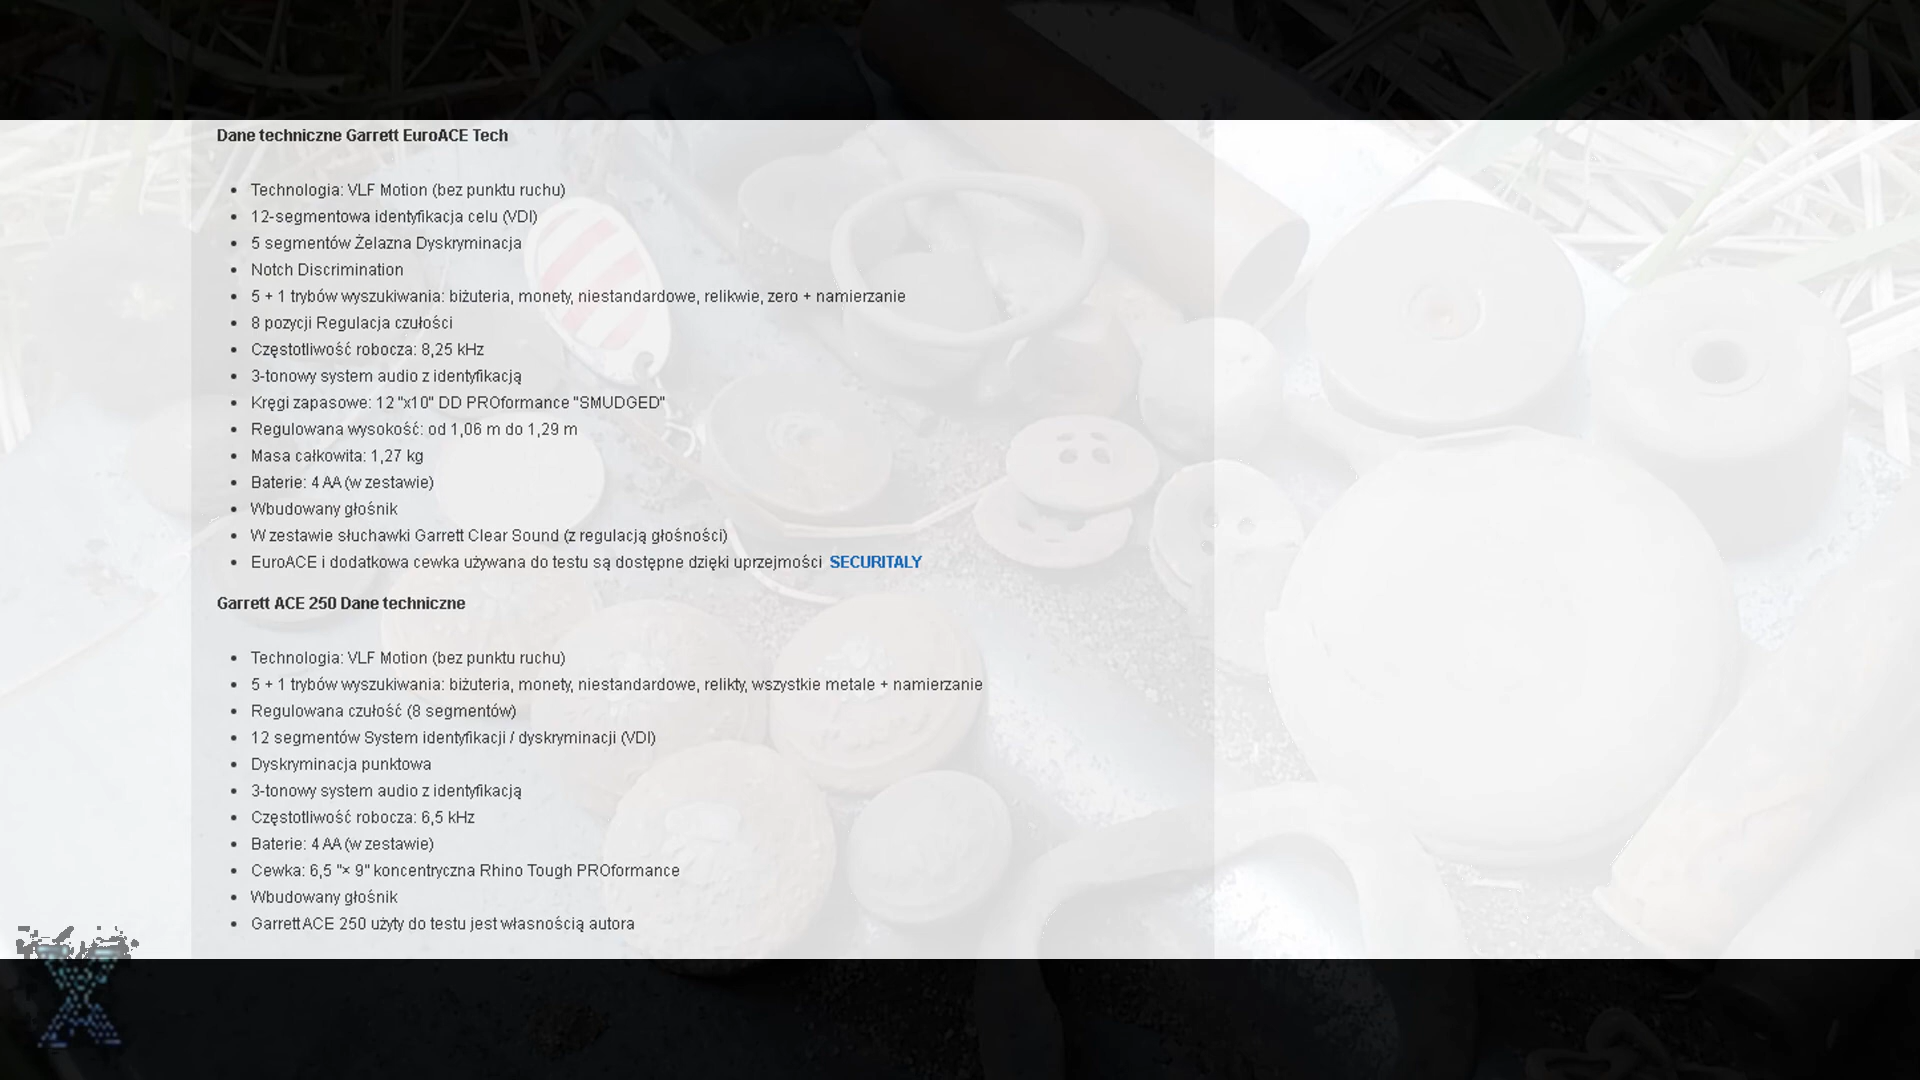 Dane techniczne Garrett EuroACE Tech
Technologia: VLF Motion (bez punktu ruchu)
12-segmentowa identyfikacja celu (VDI)
5 segmentów Żelazna Dyskryminacja
Notch Discrimination
5 + 1 trybów wyszukiwania: biżuteria, monety, niestandardowe, relikwie, zero + namierzanie
8 pozycji Regulacja czułości
Częstotliwość robocza: 8,25 kHz
3-tonowy system audio z identyfikacją
Kręgi zapasowe: 12 "x10" DD PROformance "SMUDGED"
Regulowana wysokość: od 1,06 m do 1,29 m
Masa całkowita: 1,27 kg
Baterie: 4 AA (w zestawie)
Wbudowany głośnik
W zestawie słuchawki Garrett Clear Sound (z regulacją głośności)
EuroACE i dodatkowa cewka używana do testu są dostępne dzięki uprzejmości SECURITALY
Garrett ACE 250 Dane techniczne
Technologia: VLF Motion (bez punktu ruchu)
5 + 1 trybów wyszukiwania: biżuteria, monety, niestandardowe, relikty, wszystkie metale + namierzanie
Regulowana czułość (8 segmentów)
12 segmentów System identyfikacji / dyskryminacji (VDI)
Dyskryminacja punktowa
3-tonowy system audio z identyfikacją
Częstotliwość robocza: 6,5 kHz
Baterie: 4 AA (w zestawie)
Cewka: 6,5 "× 9" koncentryczna Rhino Tough PROformance
Wbudowany głośnik
Garrett ACE 250 użyty do testu jest własnością autora